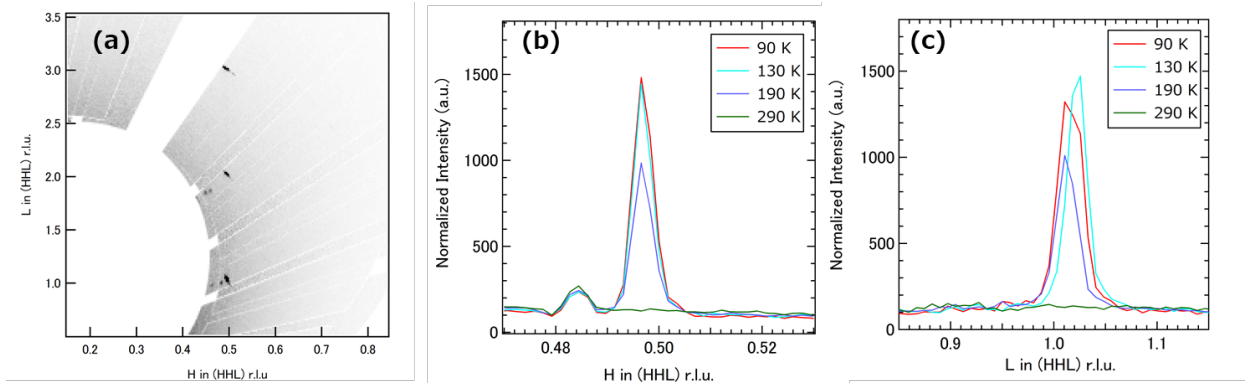 (a)
3.5
3.0
2.5
2.0
1.5
1.0
L in (HHL) r.l.u.
0.2 0.3 0.4 0.5 0.6 0.7 0.8
H in (HHL) r.l.u
(b)
90 K
130 K
190 K
290 K
1500
1000
500
0
Normalized Intensity (a.u.)
0.48 0.50 0.52
H in (HHL) r.l.u.
(c)
90 K
130 K
190 K
290 K
1500
1000
500
0
Normalized Intensity (a.u.)
0.9 1.0 1.1
L in (HHL) r.l.u.